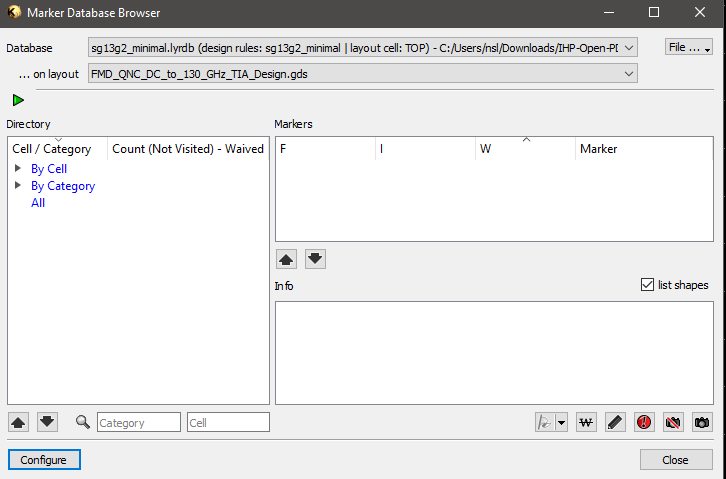 Marker Database Browser
Database
sg13g2_minimal.lyrdb (design rules: sg13g2_minimal | layout cell: TOP) - C:/Users/nsl/Downloads/IHP-Open-PI
File ...
... on layout
FMD_QNC_DC_to_130_GHz_TIA_Design.gds
Directory
Markers
Cell / Category Count (Not Visited) - Waived
F I W Marker
By Cell
By Category
All
Info
list shapes
Category
Cell
W
Configure
Close